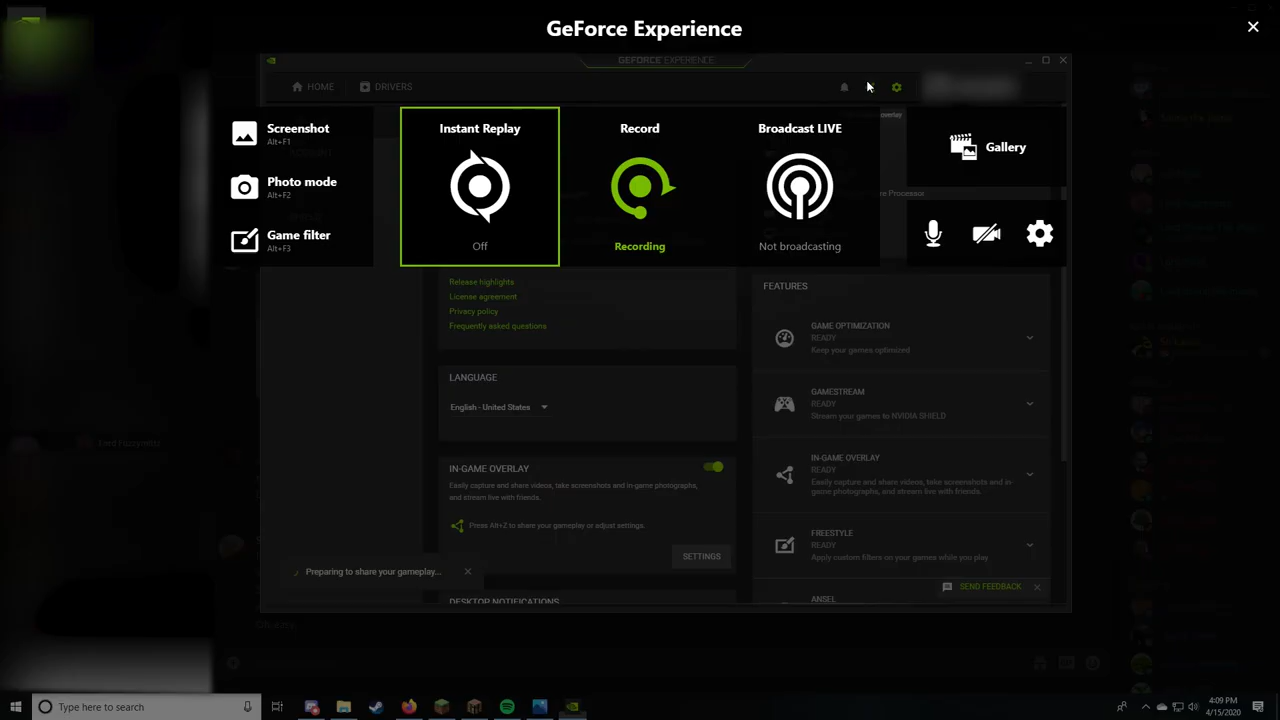 GeForce Experience
GEFORCE EXPERIENCE
HOME
DRIVERS
Screenshot
Alt+F1
Photo mode
Alt+F2
Game filter
Alt+F3
Instant Replay
Off
Record
Recording
Broadcast LIVE
Not broadcasting
Gallery
overlay
Processor
Release highlights
License agreement
Privacy policy
Frequently asked questions
LANGUAGE
English - United States
IN-GAME OVERLAY
Easily capture and share videos, take screenshots and in-game photographs,
and stream live with friends.
Press Alt+Z to share your gameplay or adjust settings.
SETTINGS
DESKTOP NOTIFICATIONS
FEATURES
GAME OPTIMIZATION
READY
Keep your games optimized
GAMESTREAM
READY
Stream your games to NVIDIA SHIELD
IN-GAME OVERLAY
READY
Easily capture and share videos, take screenshots and in-
game photographs, and stream live with friends.
FREESTYLE
READY
Apply custom filters on your games while you play
SEND FEEDBACK
ANSEL
Preparing to share your gameplay...
Type here to search
4:09 PM
4/15/2020